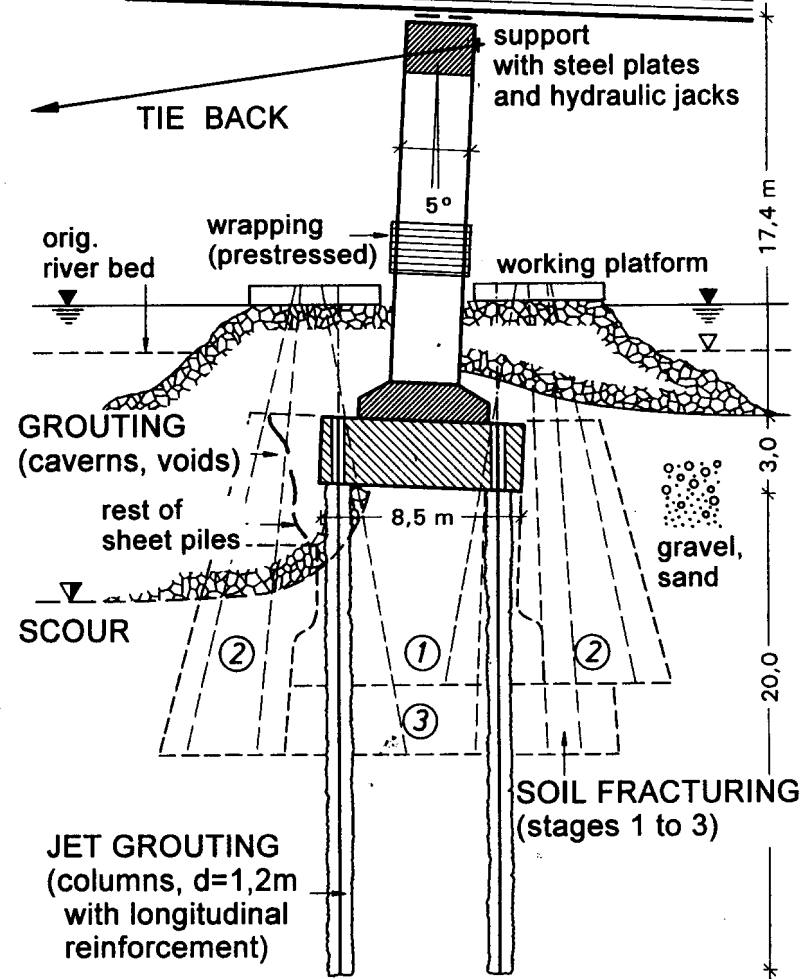 support
with steel plates
and hydraulic jacks
TIE BACK
17,4 m
5°
wrapping
(prestressed)
orig.
river bed
working platform
GROUTING
(caverns, voids)
3,0
rest of
sheet piles
8,5 m
gravel,
sand
SCOUR
2
1
2
20,0
3
SOIL FRACTURING
(stages 1 to 3)
JET GROUTING
(columns, d=1,2m
with longitudinal
reinforcement)